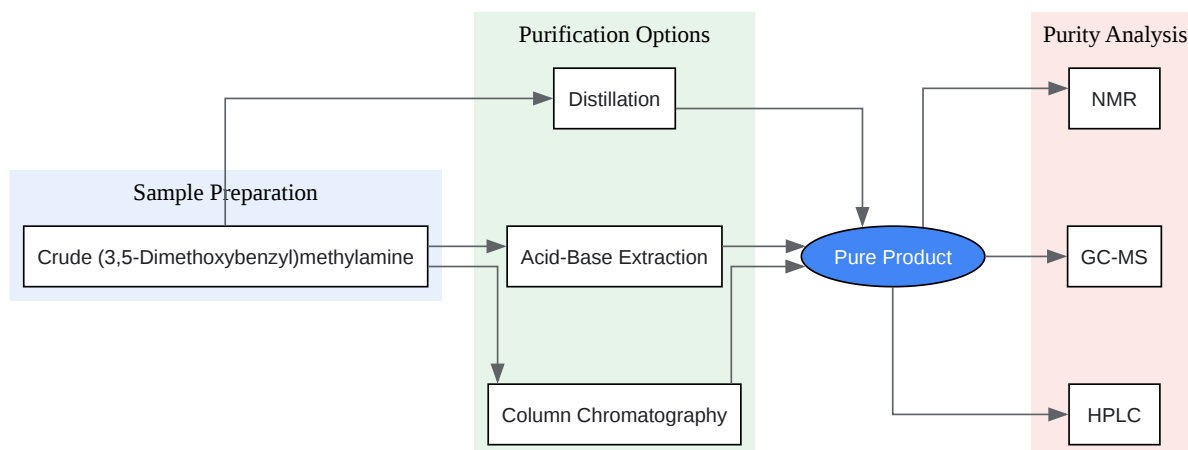 Sample Preparation
Crude (3,5-Dimethoxybenzyl)methylamine
Purification Options
Distillation
Acid-Base Extraction
Column Chromatography
Pure Product
Purity Analysis
NMR
GC-MS
HPLC